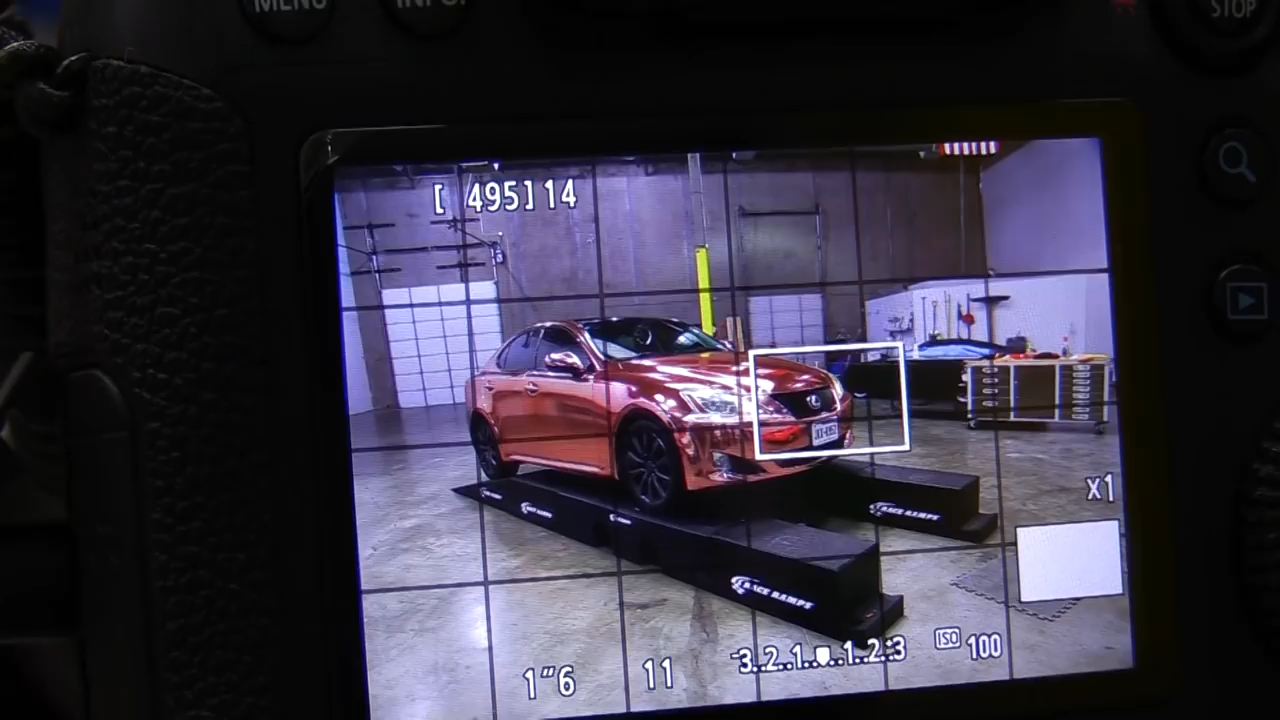 MENU
INFO.
STOP
[ 495] 14
x1
RACE RAMPS
RACE RAMPS
RACE RAMPS
1"6
11
-3..2..1..▾..1..2..:3
ISO 100